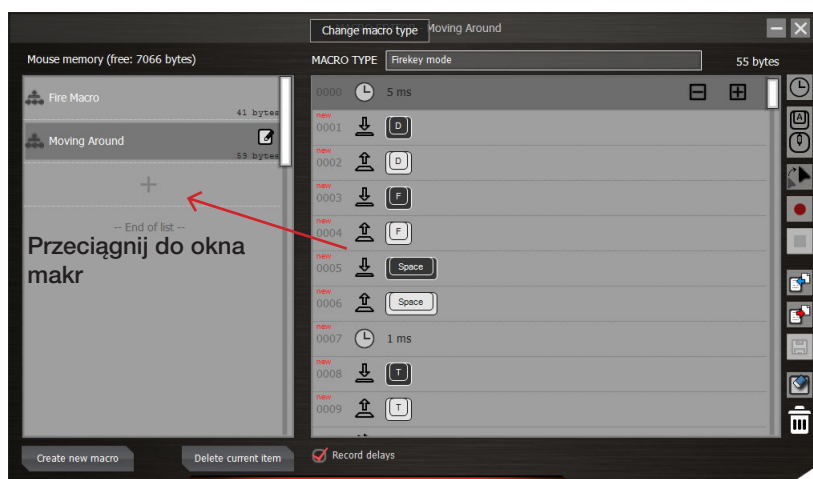 Change macro type
Moving Around
Mouse memory (free: 7066 bytes)
MACRO TYPE
Firekey mode
55 bytes
Fire Macro
41 bytes
Moving Around
59 bytes
-- End of list --
Przeciągnij do okna
makr
0000 5 ms
new
0001 D
new
0002 D
new
0003 F
new
0004 F
new
0005 Space
new
0006 Space
new
0007 1 ms
new
0008 T
new
0009 T
A
Create new macro
Delete current item
Record delays